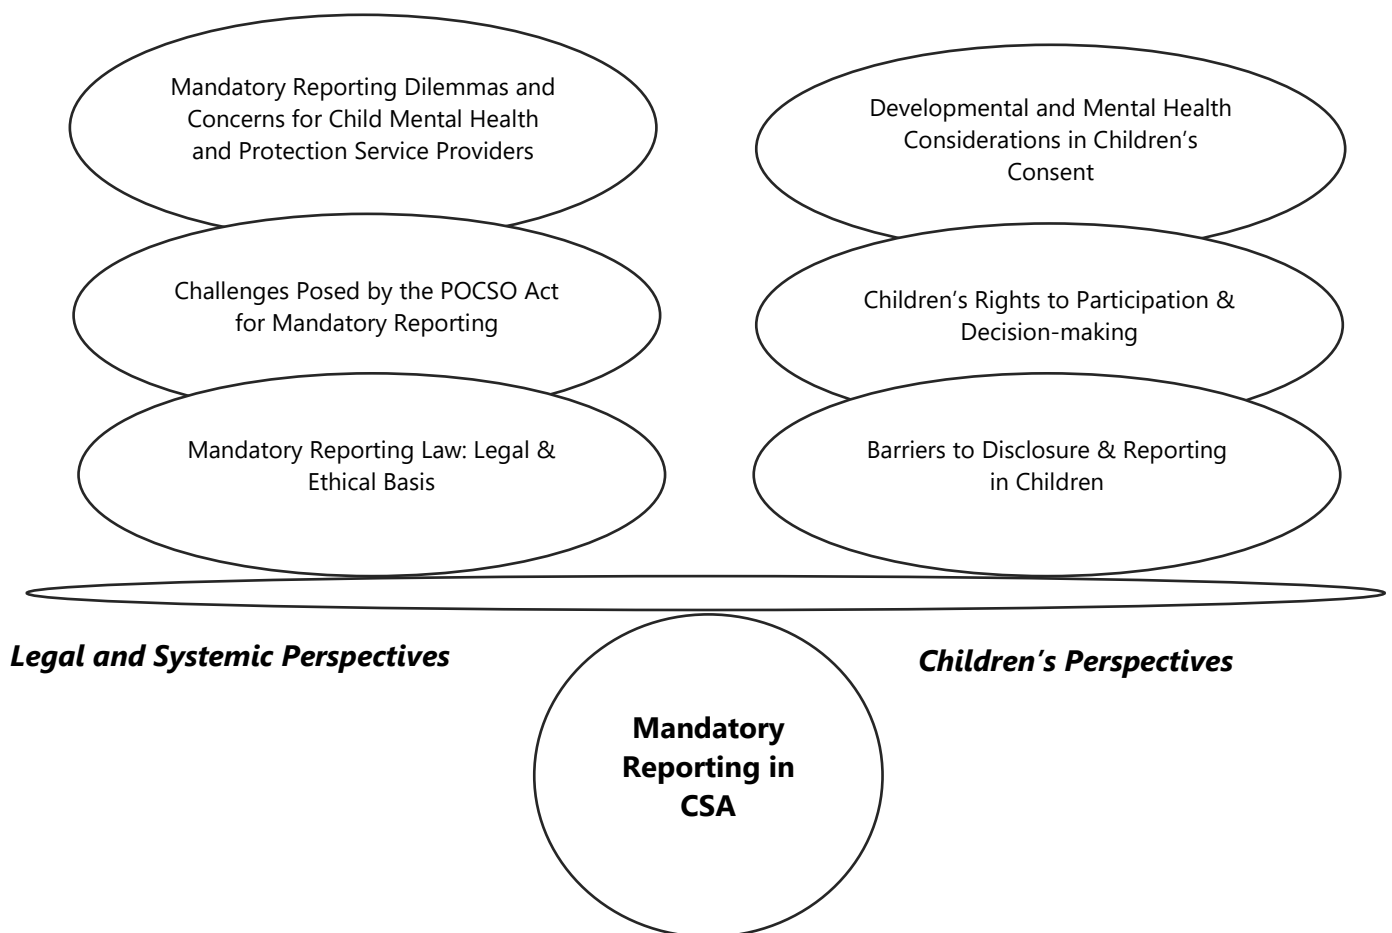 Mandatory Reporting Dilemmas and
Concerns for Child Mental Health
and Protection Service Providers
Challenges Posed by the POCSO Act
for Mandatory Reporting
Mandatory Reporting Law: Legal &
Ethical Basis
Developmental and Mental Health
Considerations in Children’s
Consent
Children’s Rights to Participation &
Decision-making
Barriers to Disclosure & Reporting
in Children
Legal and Systemic Perspectives
Children’s Perspectives
Mandatory
Reporting in
CSA